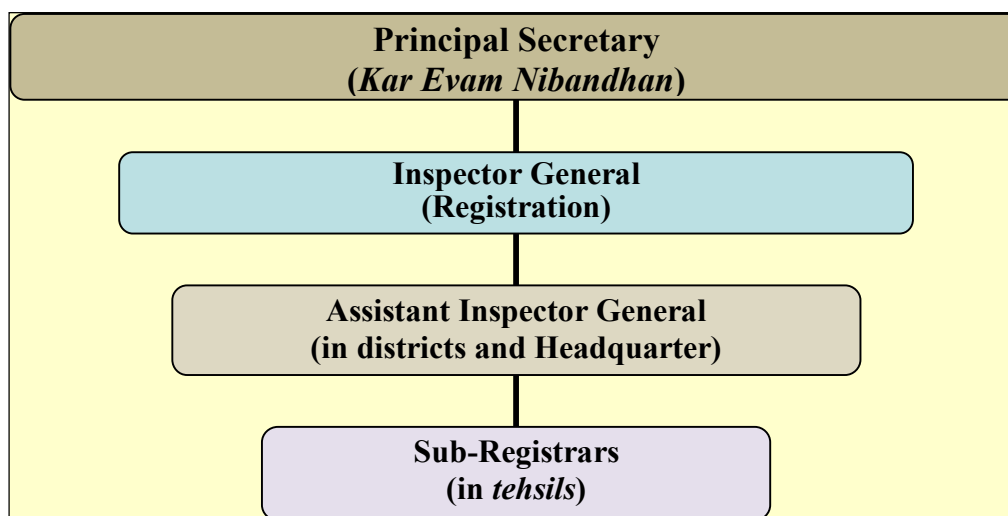 Principal Secretary
(Kar Evam Nibandhan)
Inspector General
(Registration)
Assistant Inspector General
(in districts and Headquarter)
Sub-Registrars
(in tehsils)